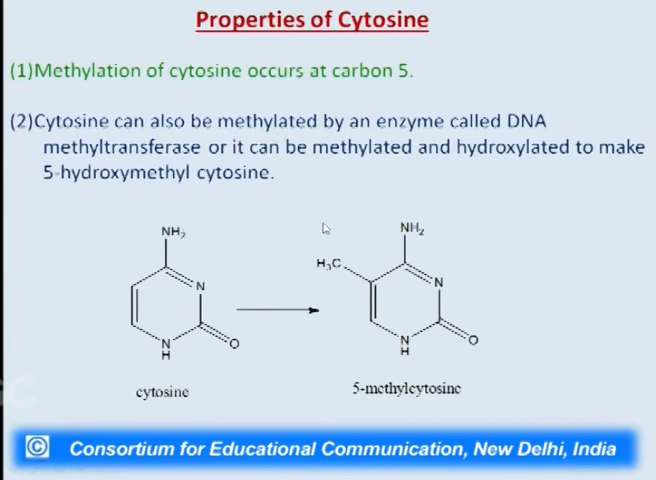 Properties of Cytosine
(1)Methylation of cytosine occurs at carbon 5.
(2)Cytosine can also be methylated by an enzyme called DNA
methyltransferase or it can be methylated and hydroxylated to make
5-hydroxymethyl cytosine.
NH₂
NH₂
H₃C
N
N
N
H
O
N
H
O
cytosine
5-methylcytosine
© Consortium for Educational Communication, New Delhi, India